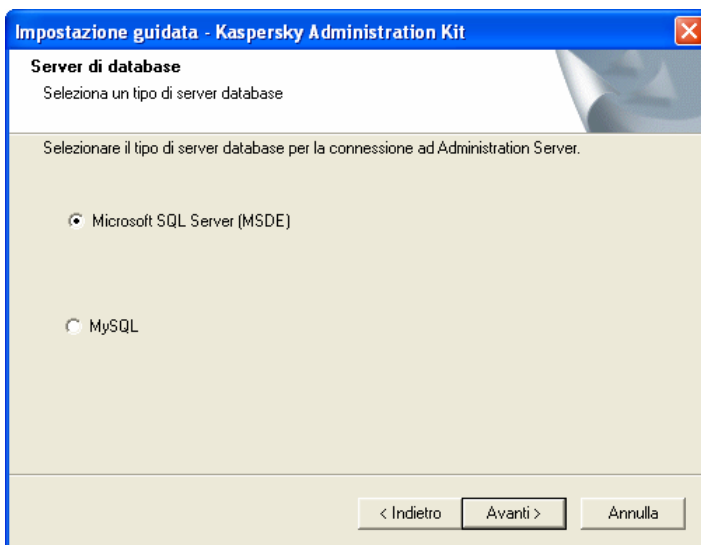 Impostazione guidata - Kaspersky Administration Kit
Server di database
Seleziona un tipo di server database
Selezionare il tipo di server database per la connessione ad Administration Server.
Microsoft SQL Server (MSDE)
MySQL
< Indietro
Avanti >
Annulla